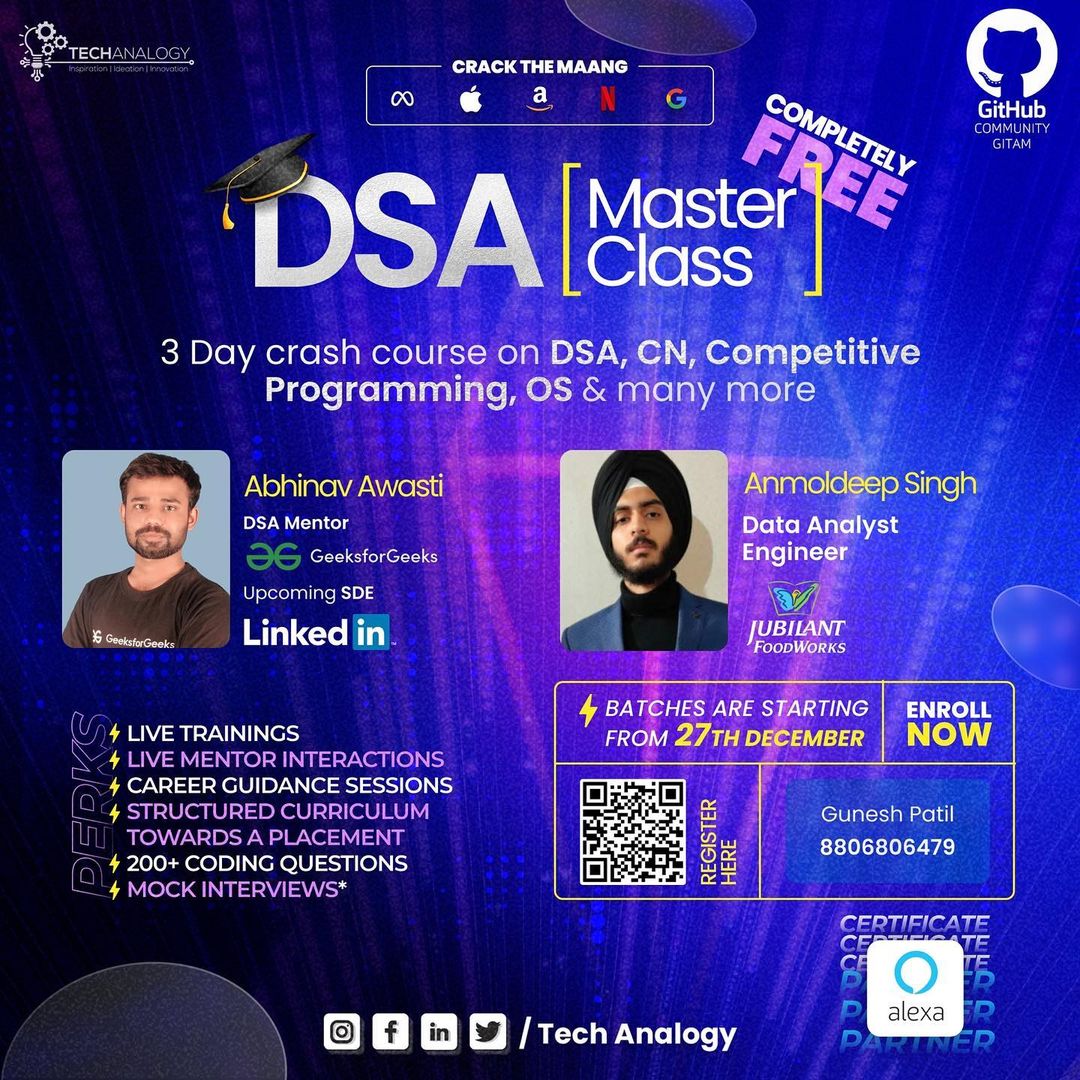 TECHANALOGY
Inspiration | Ideation | Innovation
CRACK THE MAANG
a
N
G
GitHub
COMMUNITY
GITAM
COMPLETELY
FREE
DSA [Master
Class]
3 Day crash course on DSA, CN, Competitive
Programming, OS & many more
Abhinav Awasti
DSA Mentor
GeeksforGeeks
Upcoming SDE
Linked in
GeeksforGeeks
Anmoldeep Singh
Data Analyst
Engineer
JUBILANT
FOODWORKS
PERKS
LIVE TRAININGS
LIVE MENTOR INTERACTIONS
CAREER GUIDANCE SESSIONS
STRUCTURED CURRICULUM
TOWARDS A PLACEMENT
200+ CODING QUESTIONS
MOCK INTERVIEWS*
BATCHES ARE STARTING
FROM 27TH DECEMBER
ENROLL
NOW
REGISTER
HERE
Gunesh Patil
8806806479
CERTIFICATE
CERTIFICATE
CERTIFICATE
PARTNER
PARTNER
PARTNER
alexa
in
/ Tech Analogy